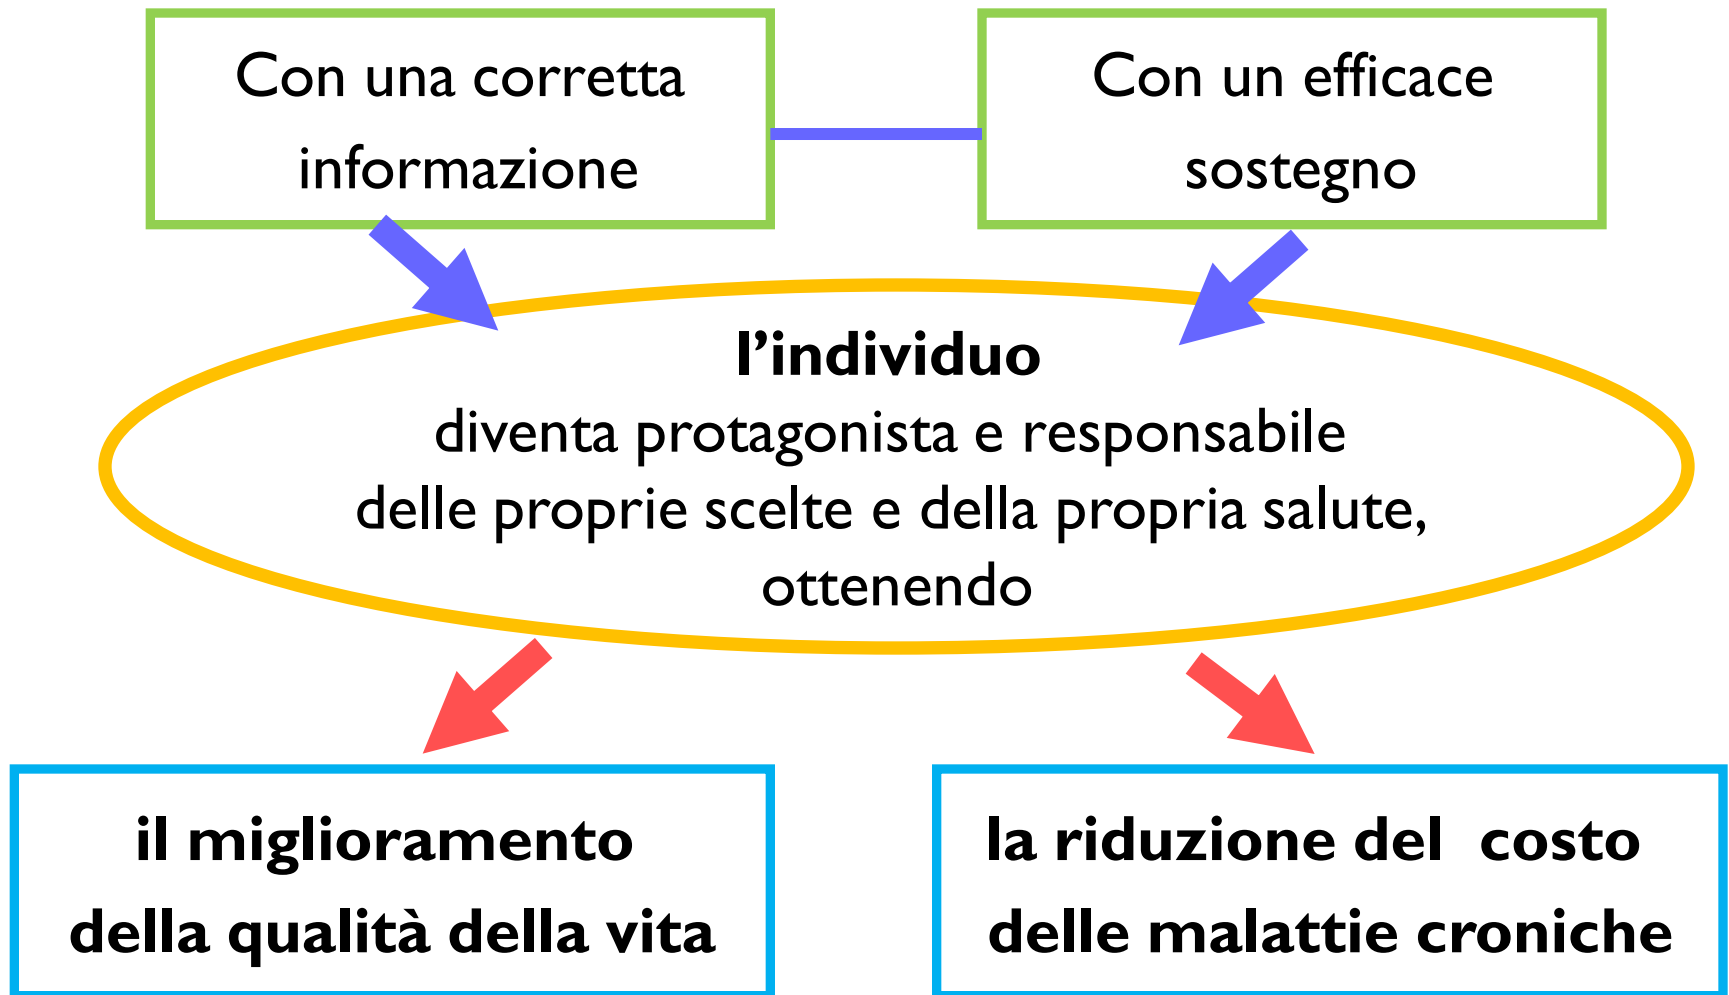 Con una corretta
informazione
Con un efficace
sostegno
l’individuo
diventa protagonista e responsabile
delle proprie scelte e della propria salute,
ottenendo
il miglioramento
della qualità della vita
la riduzione del  costo
delle malattie croniche